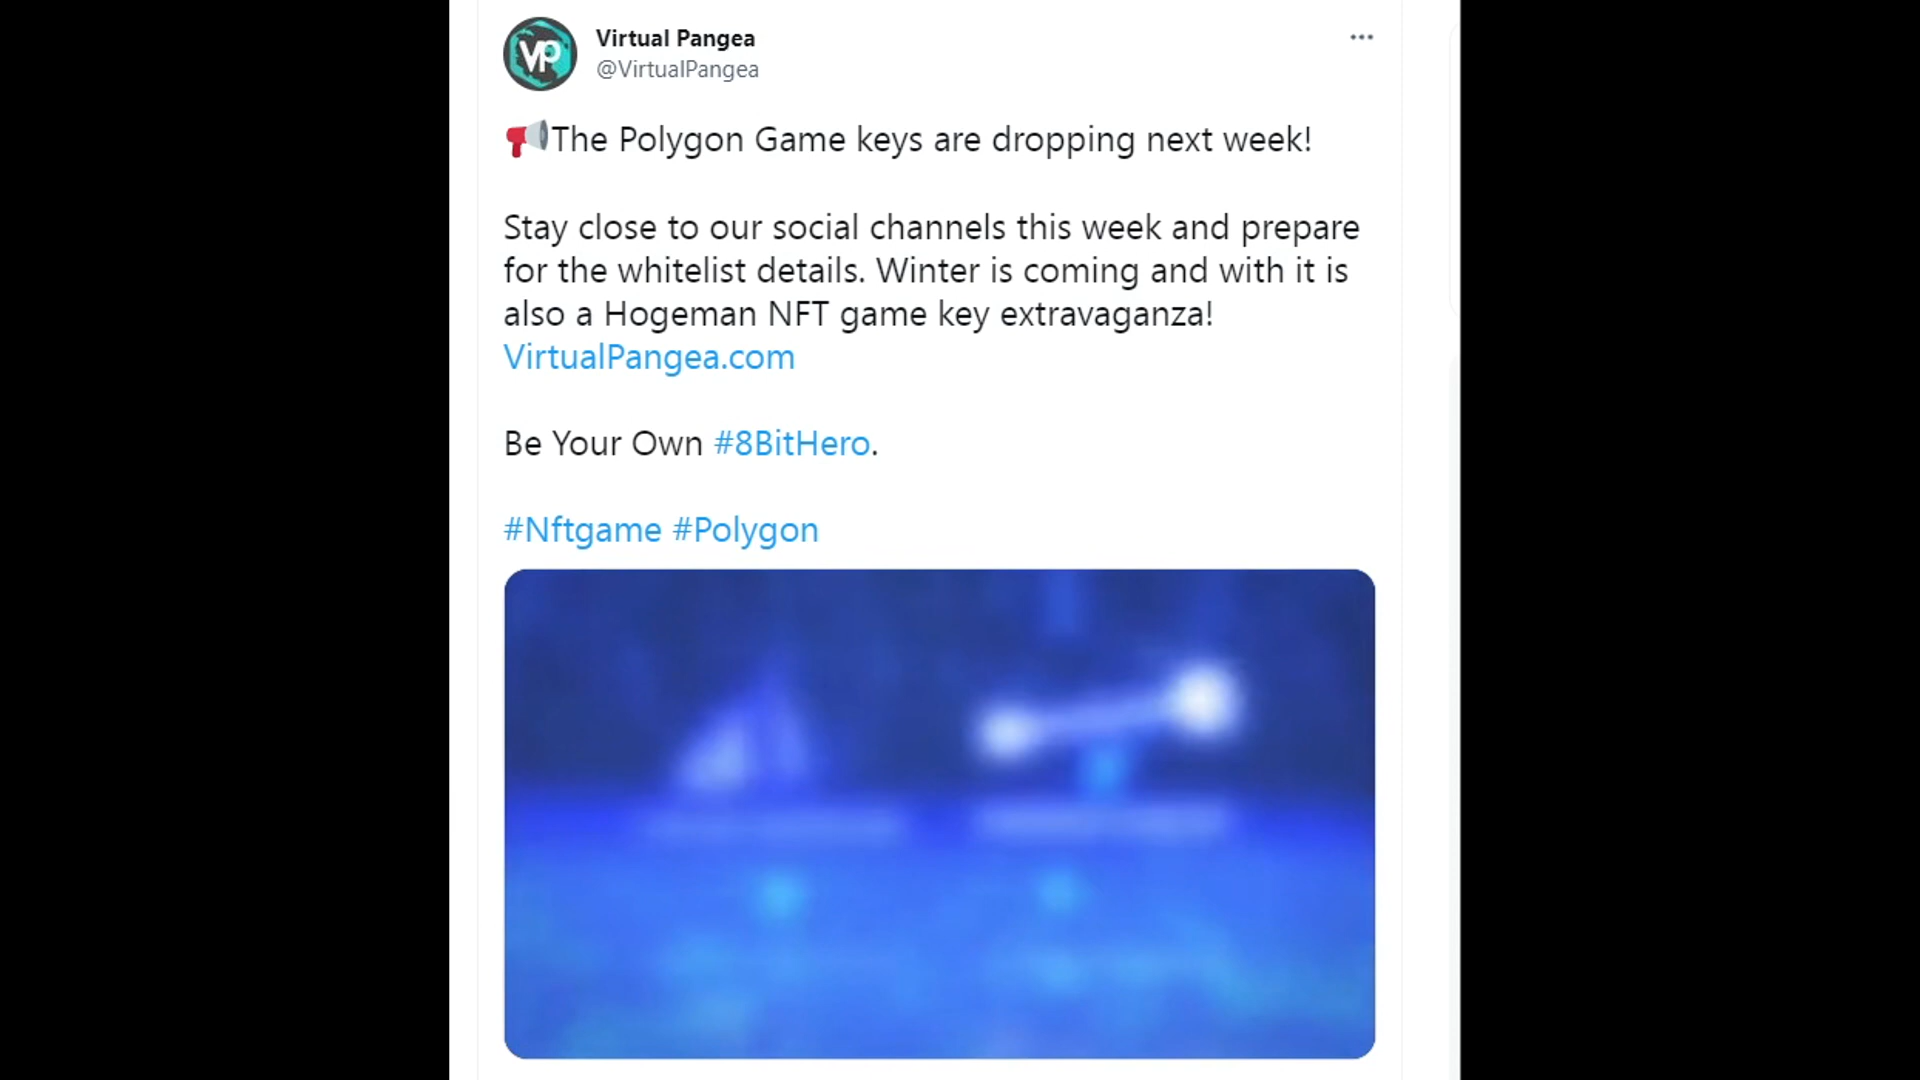 VP
Virtual Pangea
@VirtualPangea
📢The Polygon Game keys are dropping next week!
Stay close to our social channels this week and prepare
for the whitelist details. Winter is coming and with it is
also a Hogeman NFT game key extravaganza!
VirtualPangea.com
Be Your Own #8BitHero.
#Nftgame #Polygon